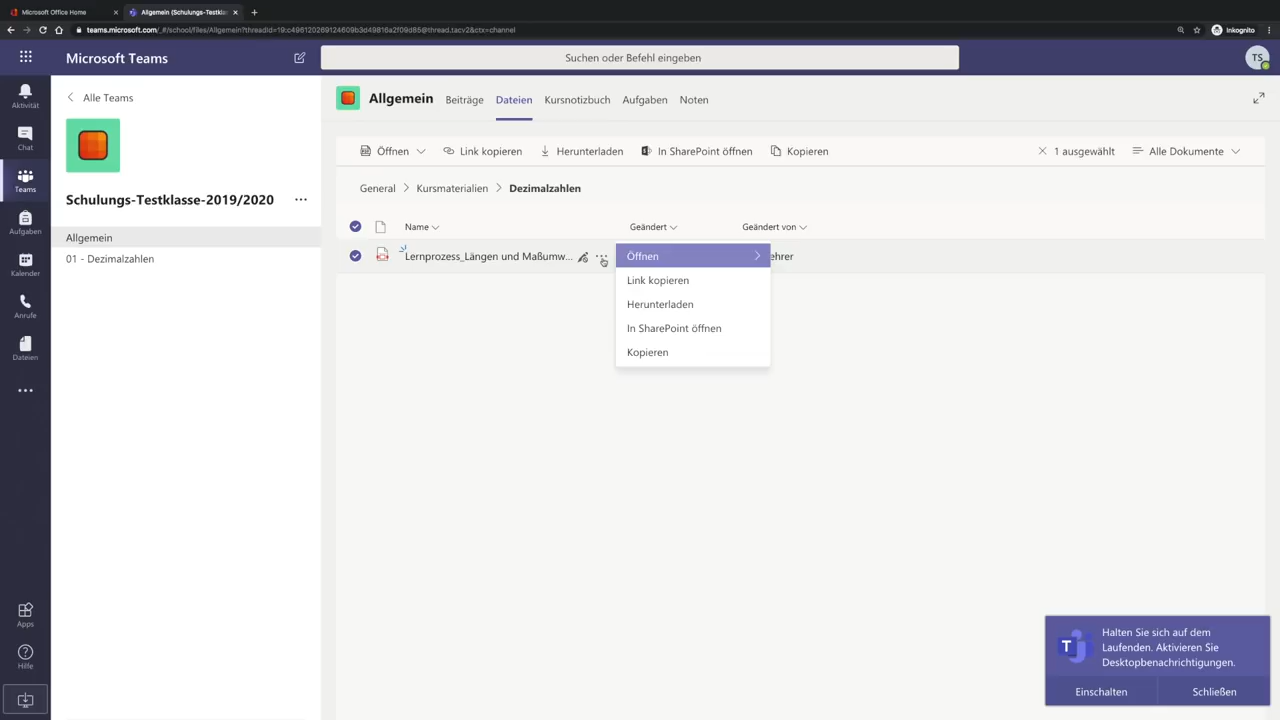 Microsoft Office Home
Allgemein (Schulungs-Testkla
Inkognito
Microsoft Teams
Suchen oder Befehl eingeben
TS
Aktivität
Chat
Teams
Aufgaben
Kalender
Anrufe
Dateien
Apps
Hilfe
Alle Teams
Schulungs-Testklasse-2019/2020
Allgemein
01 - Dezimalzahlen
Allgemein
Beiträge Dateien Kursnotizbuch Aufgaben Noten
Öffnen Link kopieren Herunterladen In SharePoint öffnen Kopieren 1 ausgewählt Alle Dokumente
General > Kursmaterialien > Dezimalzahlen
Name Geändert Geändert von
Lernprozess_Längen und Maßumw... ehrer
Öffnen
Link kopieren
Herunterladen
In SharePoint öffnen
Kopieren
T
Halten Sie sich auf dem
Laufenden. Aktivieren Sie
Desktopbenachrichtigungen.
Einschalten Schließen